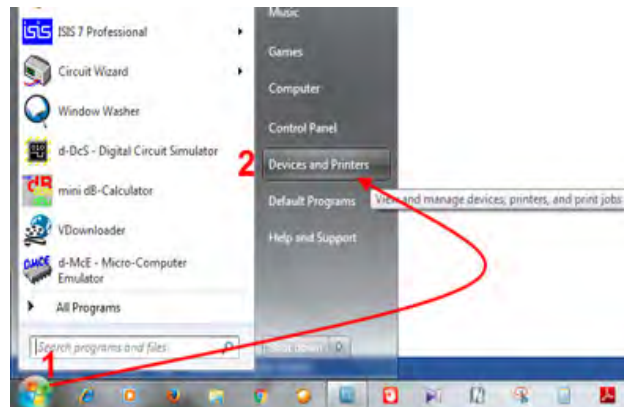 Music
isis ISIS 7 Professional
Games
Circuit Wizard
Computer
Window Washer
Control Panel
d-DcS - Digital Circuit Simulator
2 Devices and Printers
mini dB-Calculator
Default Programs
View and manage devices, printers, and print jobs
VDownloader
Help and Support
DMCE d-McE - Micro-Computer
Emulator
All Programs
Search programs and files
Shut down
1